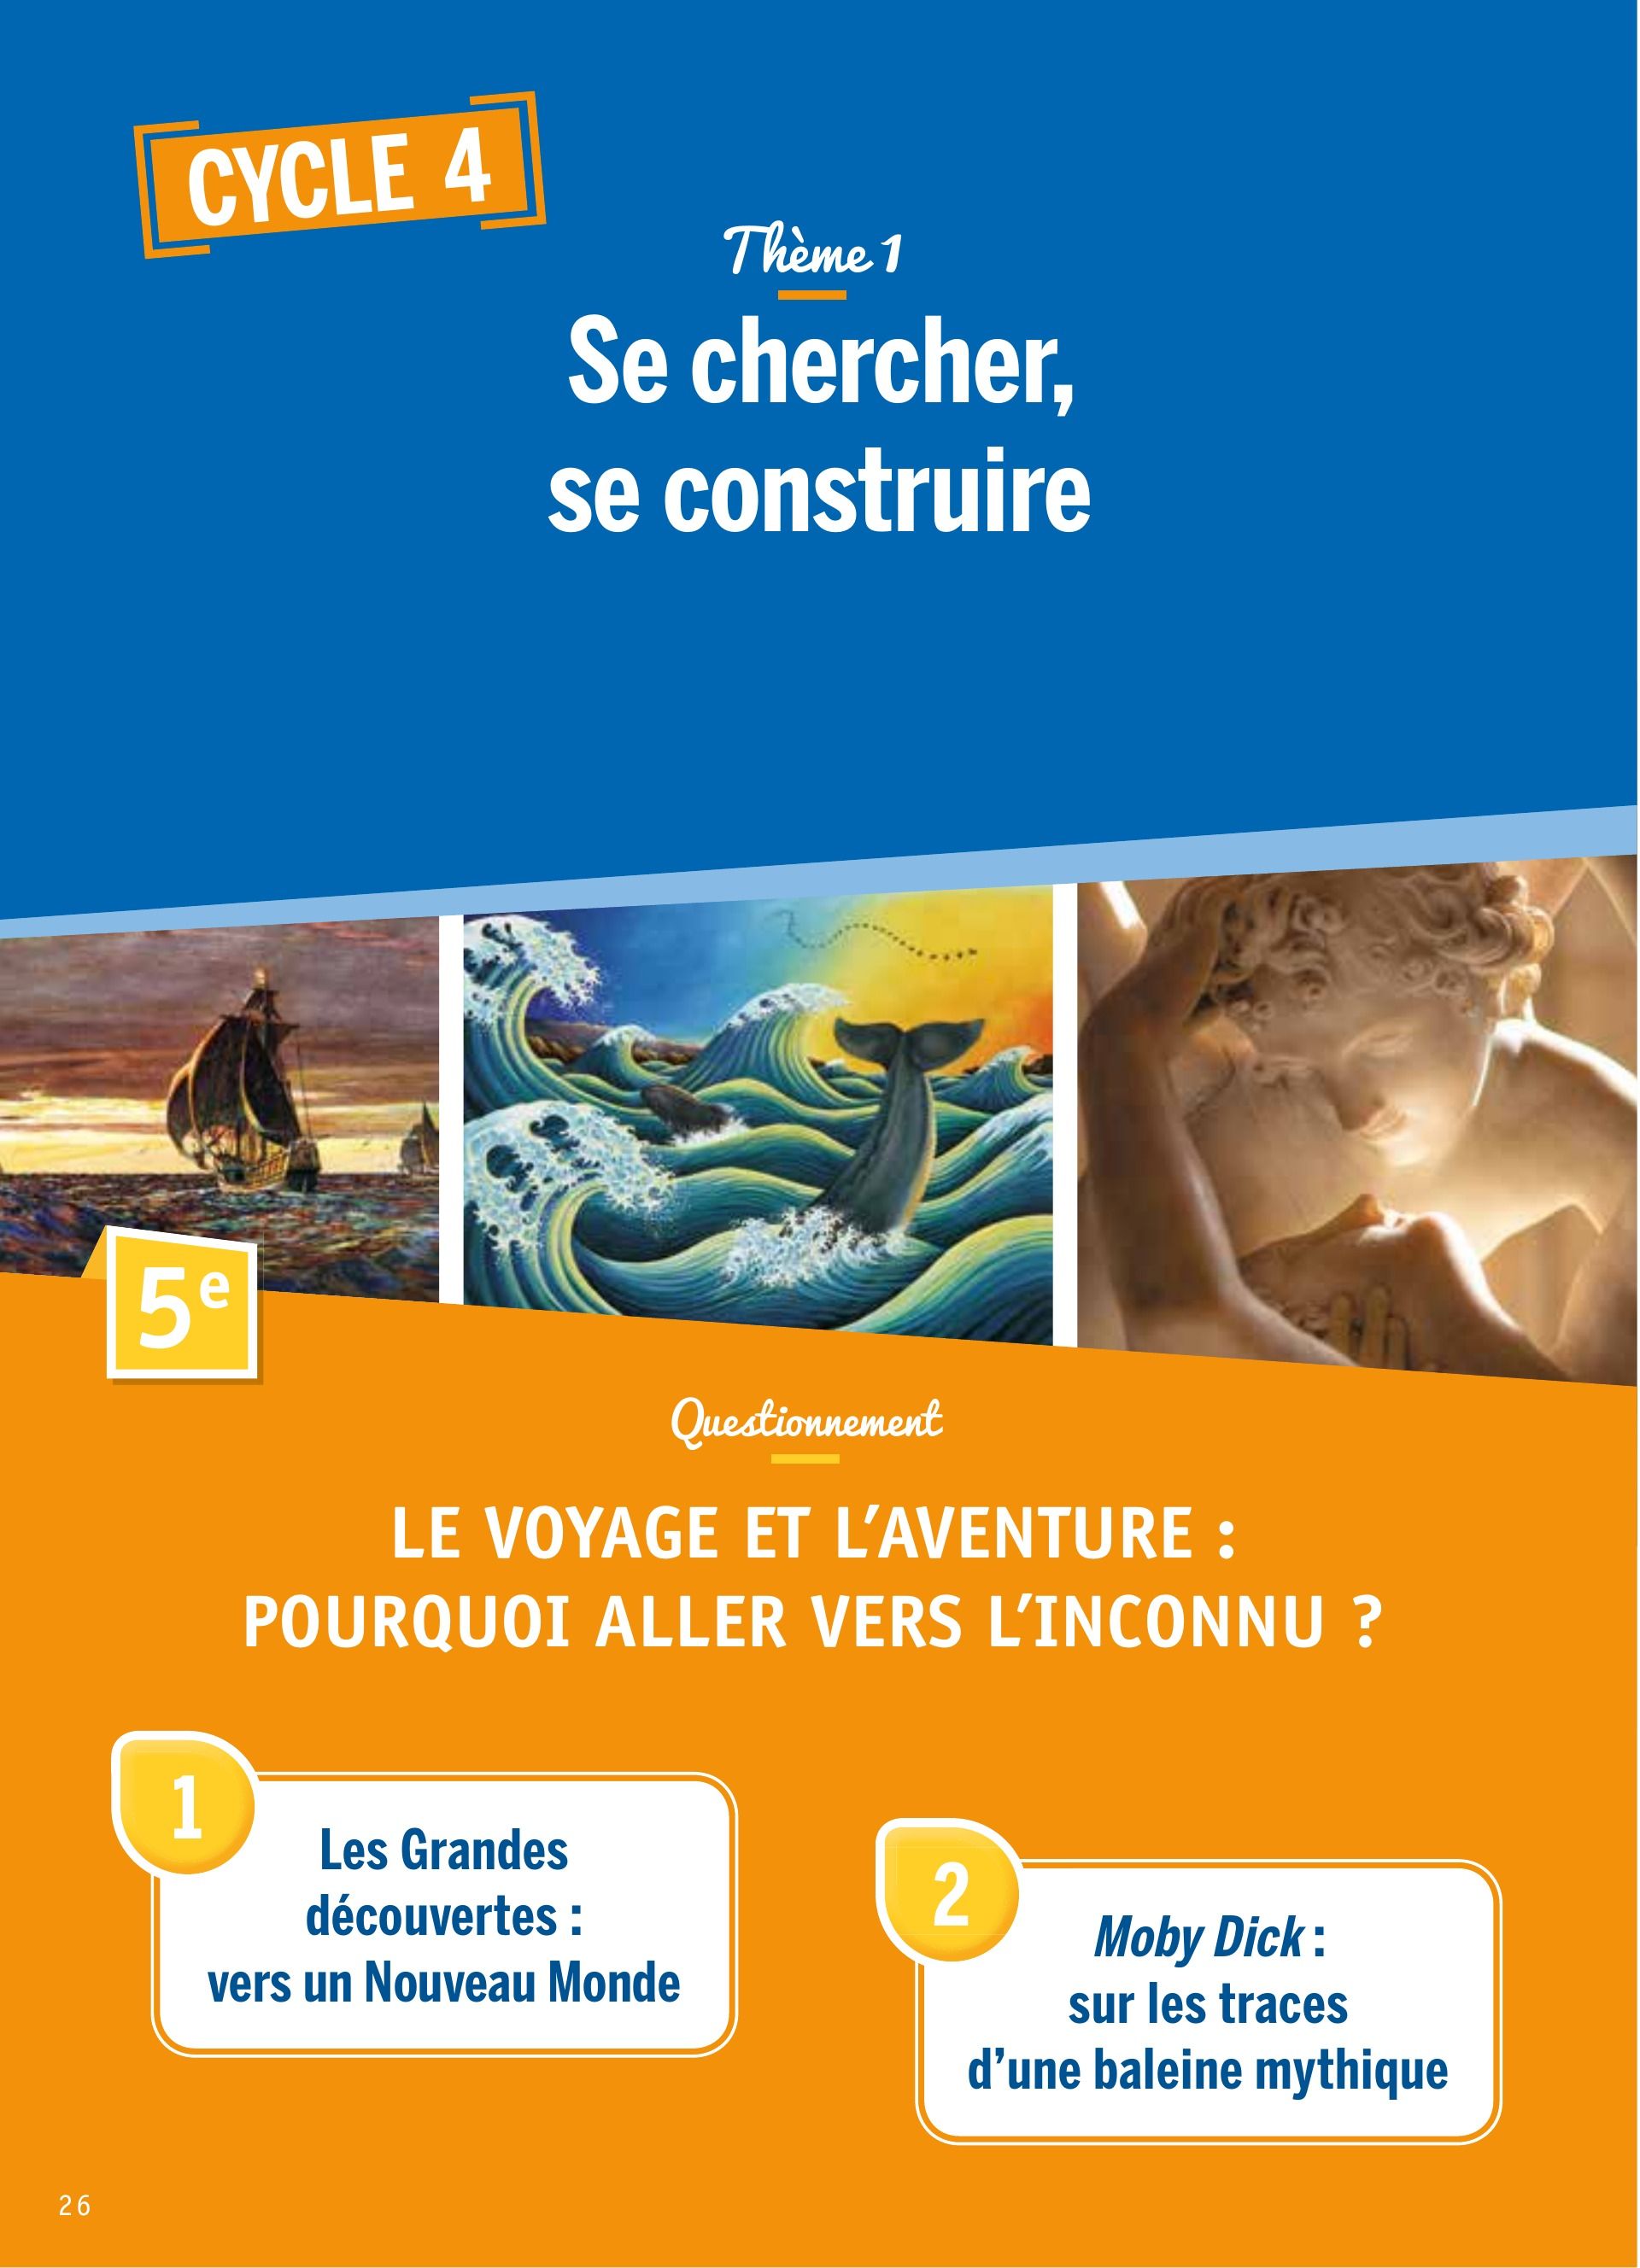 CYCLE 4
Thème 1
Se chercher,
se construire
5e
Questionnement
LE VOYAGE ET L'AVENTURE :
POURQUOI ALLER VERS L'INCONNU ?
1
Les Grandes
découvertes :
vers un Nouveau Monde
2
Moby Dick :
sur les traces
d'une baleine mythique
26